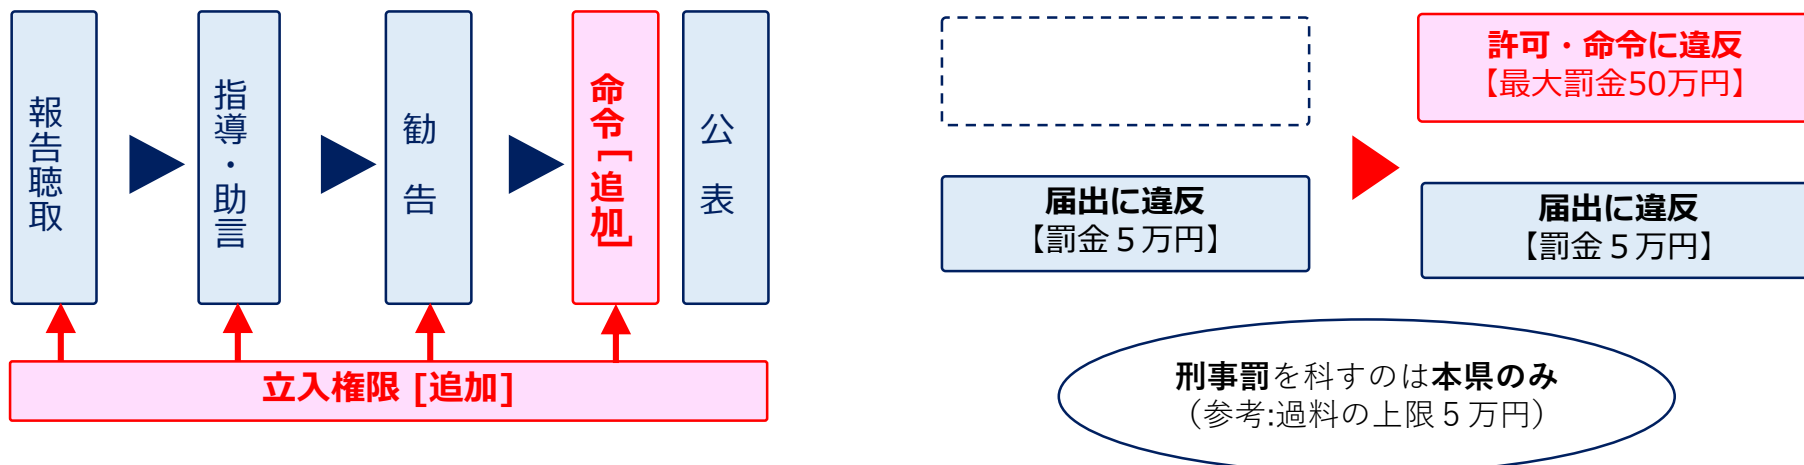 報告聴取
指導・助言
勧告
命令［追加］
公表
立入権限 [追加]
届出に違反
【罰金５万円】
許可・命令に違反
【最大罰金50万円】
届出に違反
【罰金５万円】
刑事罰を科すのは本県のみ
（参考:過料の上限５万円）